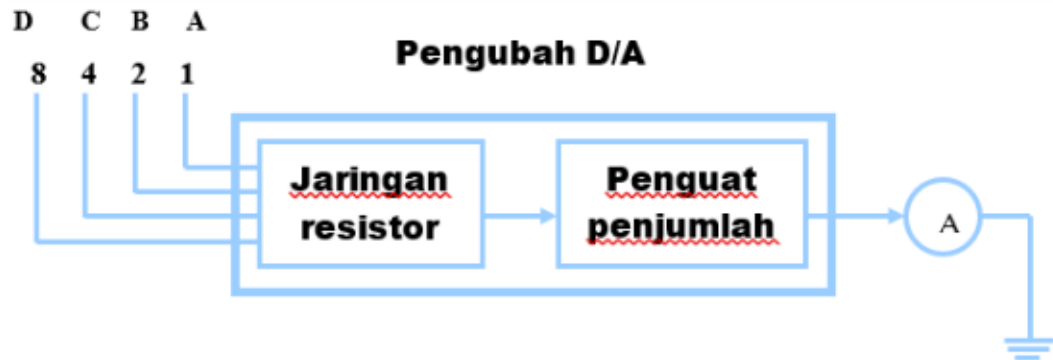 D C B A
Pengubah D/A
8 4 2 1
Jaringan
resistor
Penguat
penjumlah
A